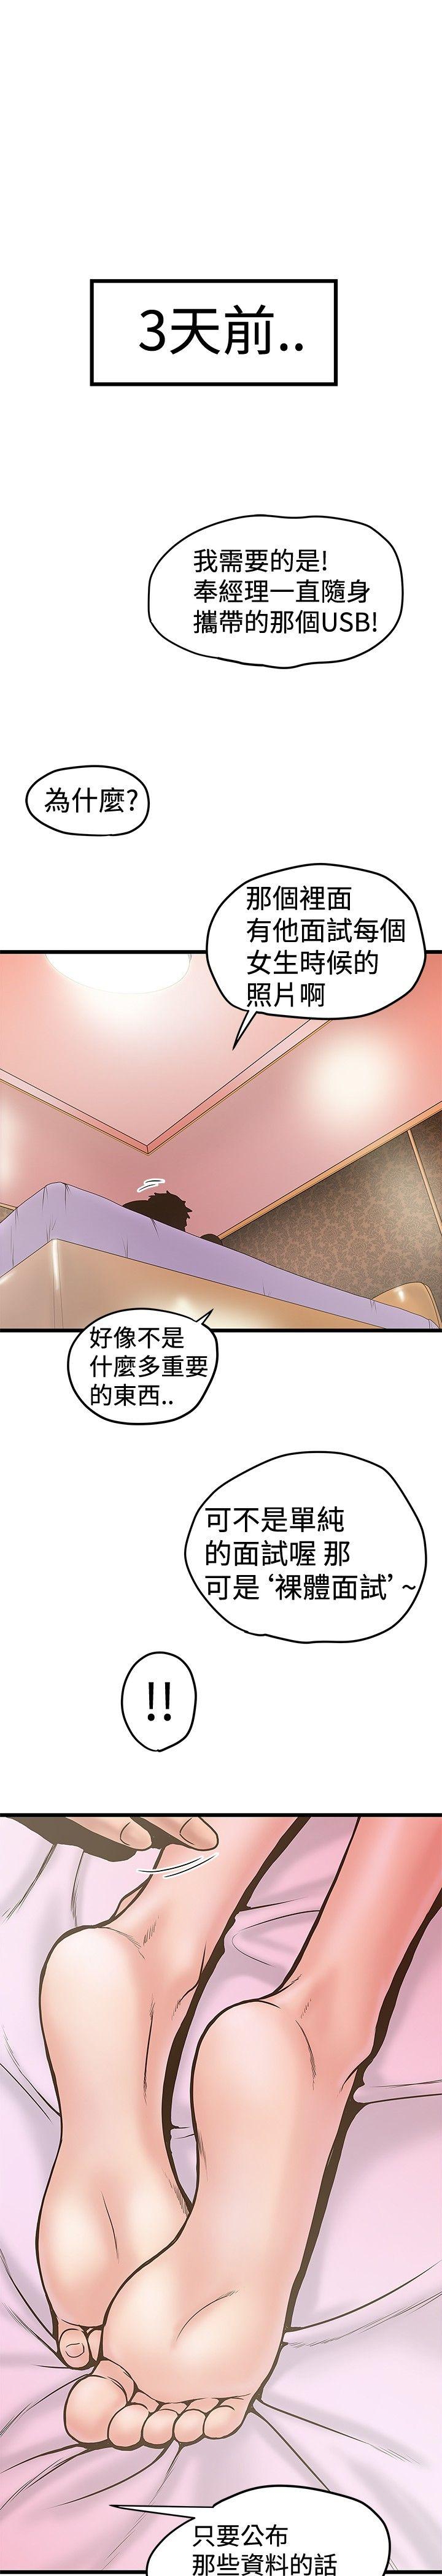 3天前..
我需要的是!
奉經理一直隨身
攜帶的那個USB!
為什麼?
那個裡面
有他面試每個
女生時候的
照片啊
好像不是
什麼多重要
的東西..
可不是單純
的面試喔 那
可是 ‘裸體面試’ ~
!!
只要公布
那些資料的話